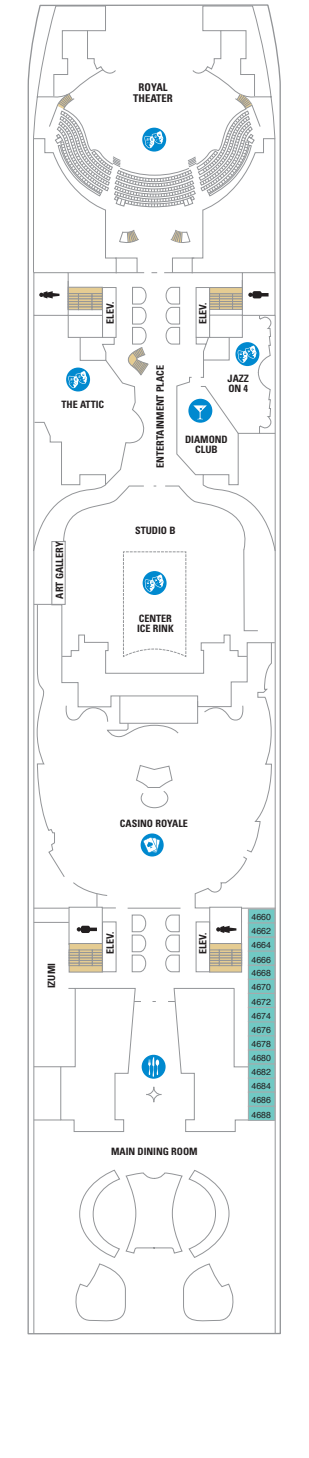 ROYAL
THEATER
ELEV.
ELEV.
JAZZ
ON 4
THE ATTIC
ENTERTAINMENT PLACE
DIAMOND
CLUB
STUDIO B
ART GALLERY
CENTER
ICE RINK
CASINO ROYALE
ELEV.
ELEV.
IZUMI
4660
4662
4664
4666
4668
4670
4672
4674
4676
4678
4680
4682
4684
4686
4688
MAIN DINING ROOM